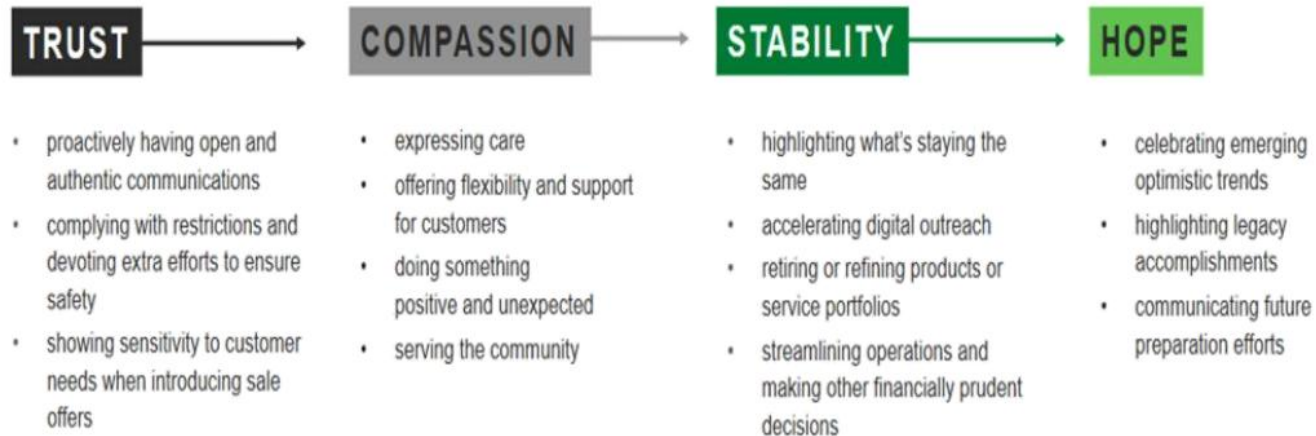 TRUST
• proactively having open and
authentic communications
• complying with restrictions and
devoting extra efforts to ensure
safety
• showing sensitivity to customer
needs when introducing sale
offers
COMPASSION
• expressing care
• offering flexibility and support
for customers
• doing something
positive and unexpected
• serving the community
STABILITY
• highlighting what's staying the
same
• accelerating digital outreach
• retiring or refining products or
service portfolios
• streamlining operations and
making other financially prudent
decisions
HOPE
• celebrating emerging
optimistic trends
• highlighting legacy
accomplishments
• communicating future
preparation efforts